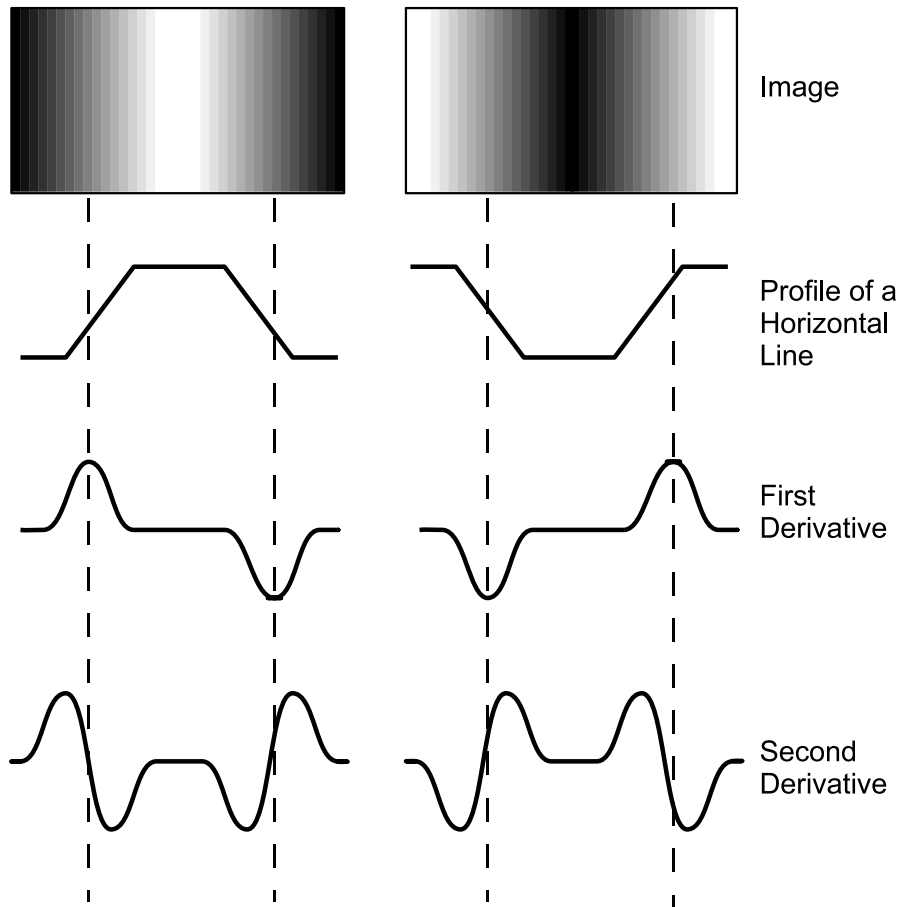 Image
Profile of a
Horizontal
Line
First
Derivative
Second
Derivative